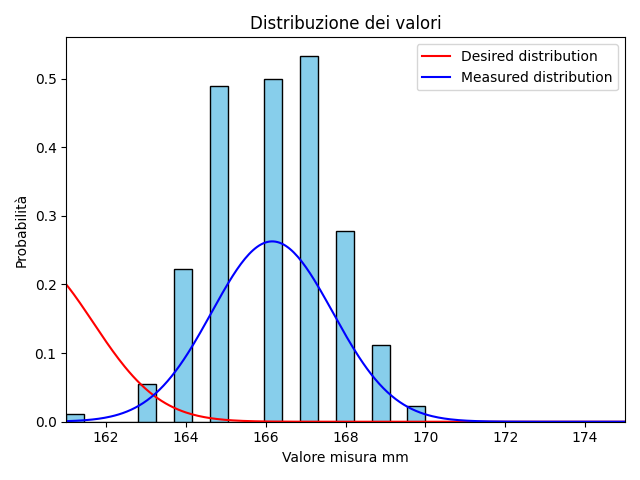 Distribuzione dei valori
Desired distribution
Measured distribution
Probabilità
0.5
0.4
0.3
0.2
0.1
0.0
162 164 166 168 170 172 174
Valore misura mm